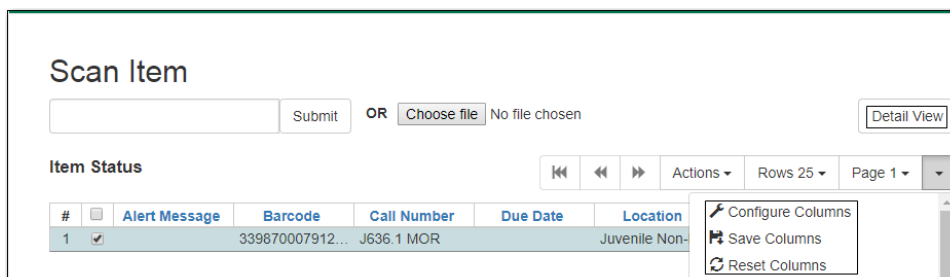 Scan Item
Submit OR Choose file No file chosen Detail View
Item Status Actions Rows 25 Page 1
# Alert Message Barcode Call Number Due Date Location
1 339870007912... J636.1 MOR Juvenile Non-
Configure Columns
Save Columns
Reset Columns